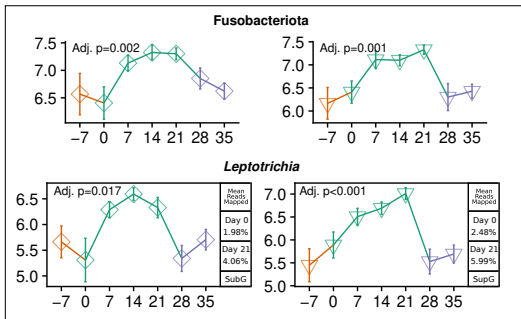 Fusobacteriota
Adj. p=0.002
7.5
7.0
6.5
−7 0 7 14 21 28 35
Adj. p=0.001
7.5
7.0
6.5
6.0
−7 0 7 14 21 28 35
Leptotrichia
Adj. p=0.017
6.5
6.0
5.5
5.0
−7 0 7 14 21 28 35
Mean
Reads
Mapped
Day 0
1.98%
Day 21
4.06%
SubG
Adj. p<0.001
7.0
6.5
6.0
5.5
5.0
−7 0 7 14 21 28 35
Mean
Reads
Mapped
Day 0
2.48%
Day 21
5.99%
SubG